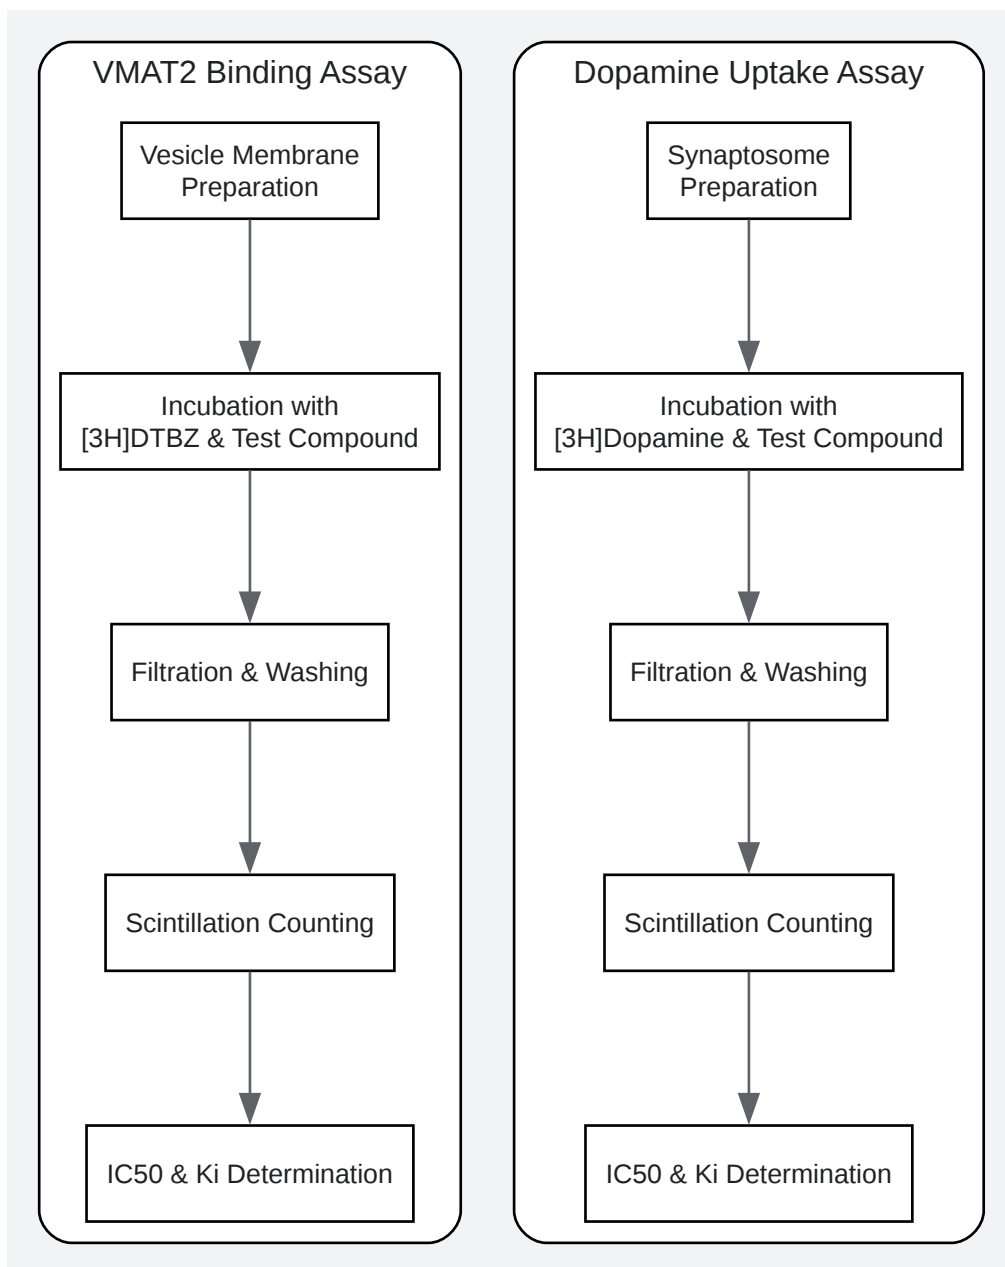 VMAT2 Binding Assay
Vesicle Membrane
Preparation
Incubation with
[3H]DTBZ & Test Compound
Filtration & Washing
Scintillation Counting
IC50 & Ki Determination
Dopamine Uptake Assay
Synaptosome
Preparation
Incubation with
[3H]Dopamine & Test Compound
Filtration & Washing
Scintillation Counting
IC50 & Ki Determination